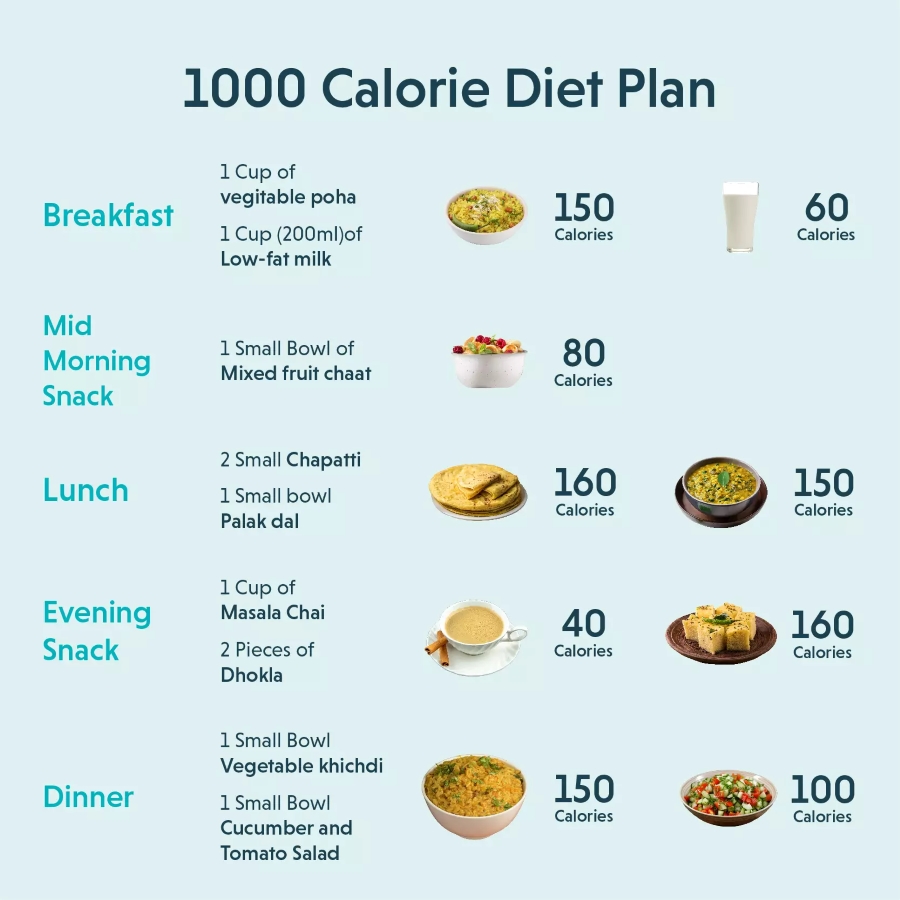 1000 Calorie Diet Plan
Breakfast
1 Cup of
vegitable poha
1 Cup (200ml)of
Low-fat milk
150
Calories
60
Calories
Mid
Morning
Snack
1 Small Bowl of
Mixed fruit chaat
80
Calories
Lunch
2 Small Chapatti
1 Small bowl
Palak dal
160
Calories
150
Calories
Evening
Snack
1 Cup of
Masala Chai
2 Pieces of
Dhokla
40
Calories
160
Calories
Dinner
1 Small Bowl
Vegetable khichdi
1 Small Bowl
Cucumber and
Tomato Salad
150
Calories
100
Calories